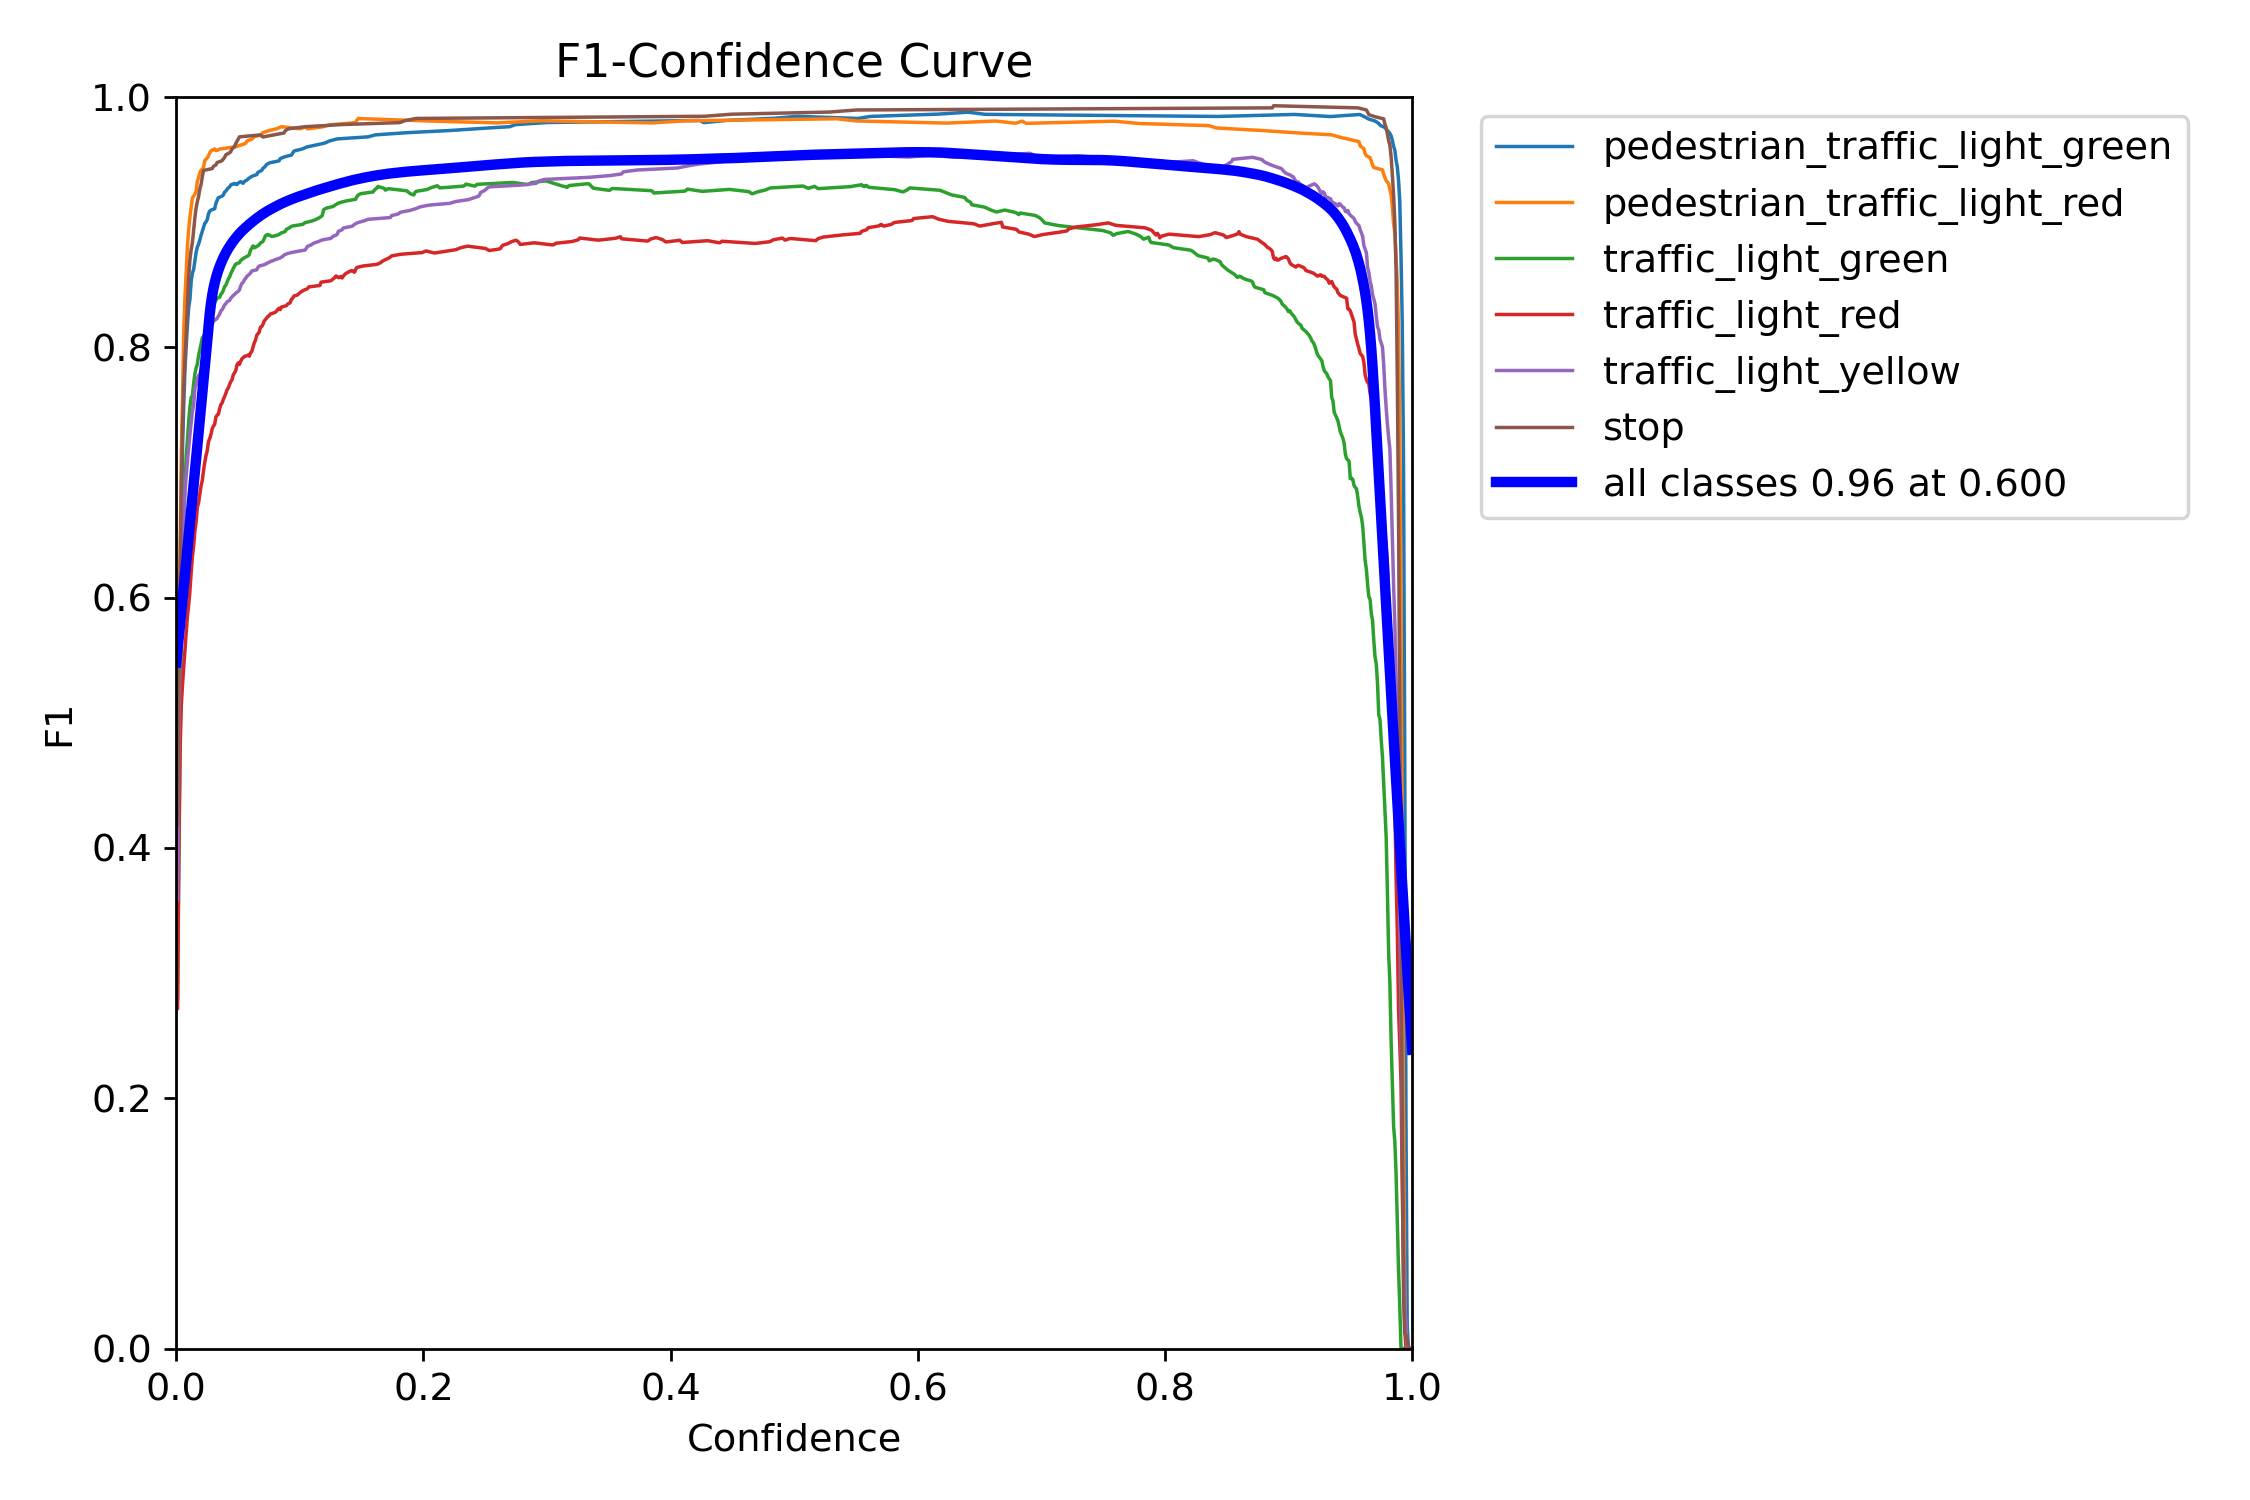 F1-Confidence Curve
1.0
0.8
0.6
0.4
0.2
0.0
F1
0.0 0.2 0.4 0.6 0.8 1.0
Confidence
pedestrian_traffic_light_green
pedestrian_traffic_light_red
traffic_light_green
traffic_light_red
traffic_light_yellow
stop
all classes 0.96 at 0.600